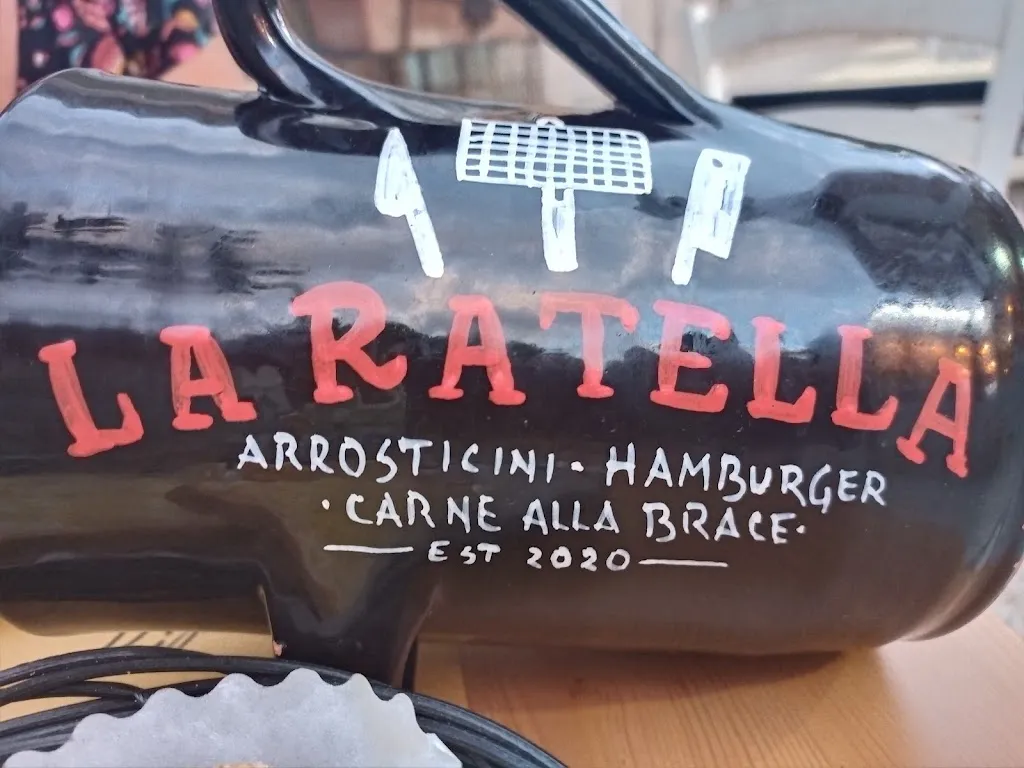 LA RATELLA
ARROSTICINI · HAMBURGER
· CARNE ALLA BRACE ·
EST 2020